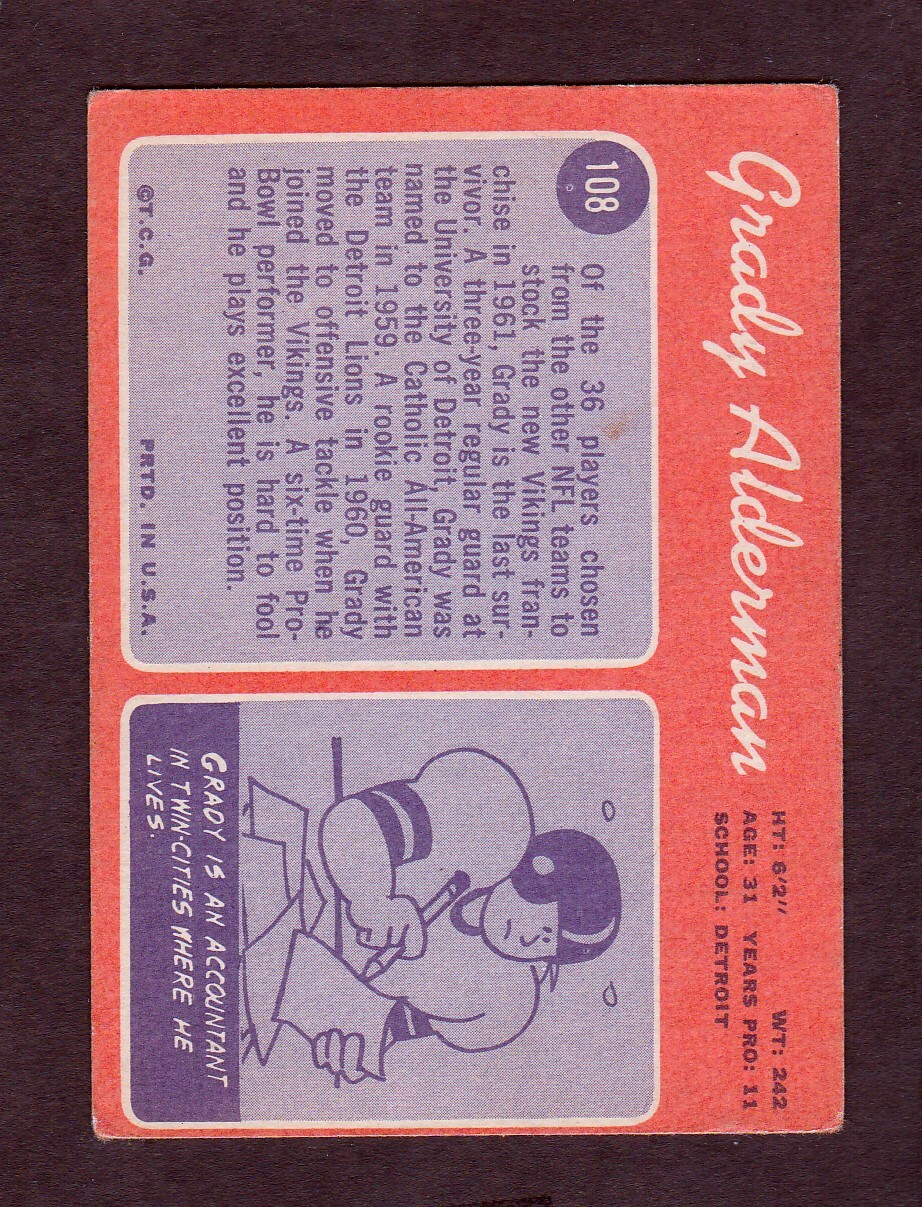 Grady Alderman
HT: 6'2" WT: 242
AGE: 31 YEARS PRO: 11
SCHOOL: DETROIT
108
Of the 36 players chosen
from the other NFL teams to
stock the new Vikings fran-
chise in 1961, Grady is the last sur-
vivor. A three-year regular guard at
the University of Detroit, Grady was
named to the Catholic All-American
team in 1959. A rookie guard with
the Detroit Lions in 1960, Grady
moved to offensive tackle when he
joined the Vikings. A six-time Pro-
Bowl performer, he is hard to fool
and he plays excellent position.
©T.C.G. PRTD. IN U.S.A.
GRADY IS AN ACCOUNTANT
IN TWIN-CITIES WHERE HE
LIVES.